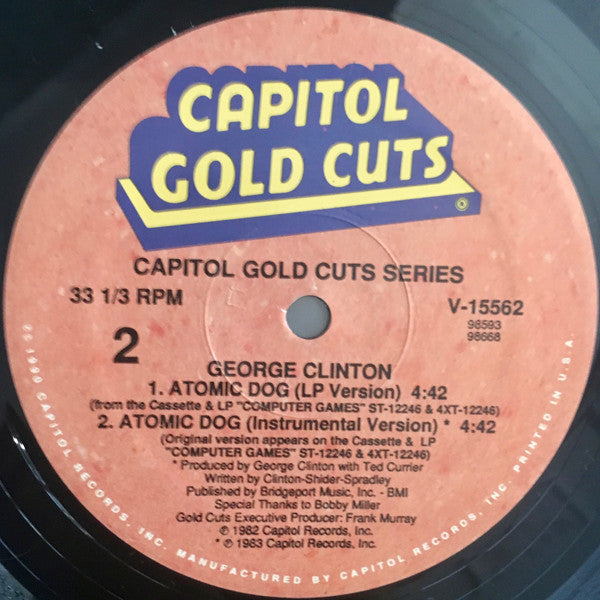 CAPITOL
GOLD CUTS
CAPITOL GOLD CUTS SERIES
33 1/3 RPM
V-15562
98593
98668
2
GEORGE CLINTON
1. ATOMIC DOG (LP Version) 4:42
(from the Cassette & LP "COMPUTER GAMES" ST-12246 & 4XT-12246)
2. ATOMIC DOG (Instrumental Version) * 4:42
(Original version appears on the Cassette & LP
"COMPUTER GAMES" ST-12246 & 4XT-12246)
* Produced by George Clinton with Ted Currier
Written by Clinton-Shider-Spradley
Published by Bridgeport Music, Inc. - BMI
Special Thanks to Bobby Miller
Gold Cuts Executive Producer: Frank Murray
℗ 1982 Capitol Records, Inc.
* ℗ 1983 Capitol Records, Inc.
1990 CAPITOL RECORDS, INC. MANUFACTURED BY CAPITOL RECORDS, INC. PRINTED IN U.S.A.